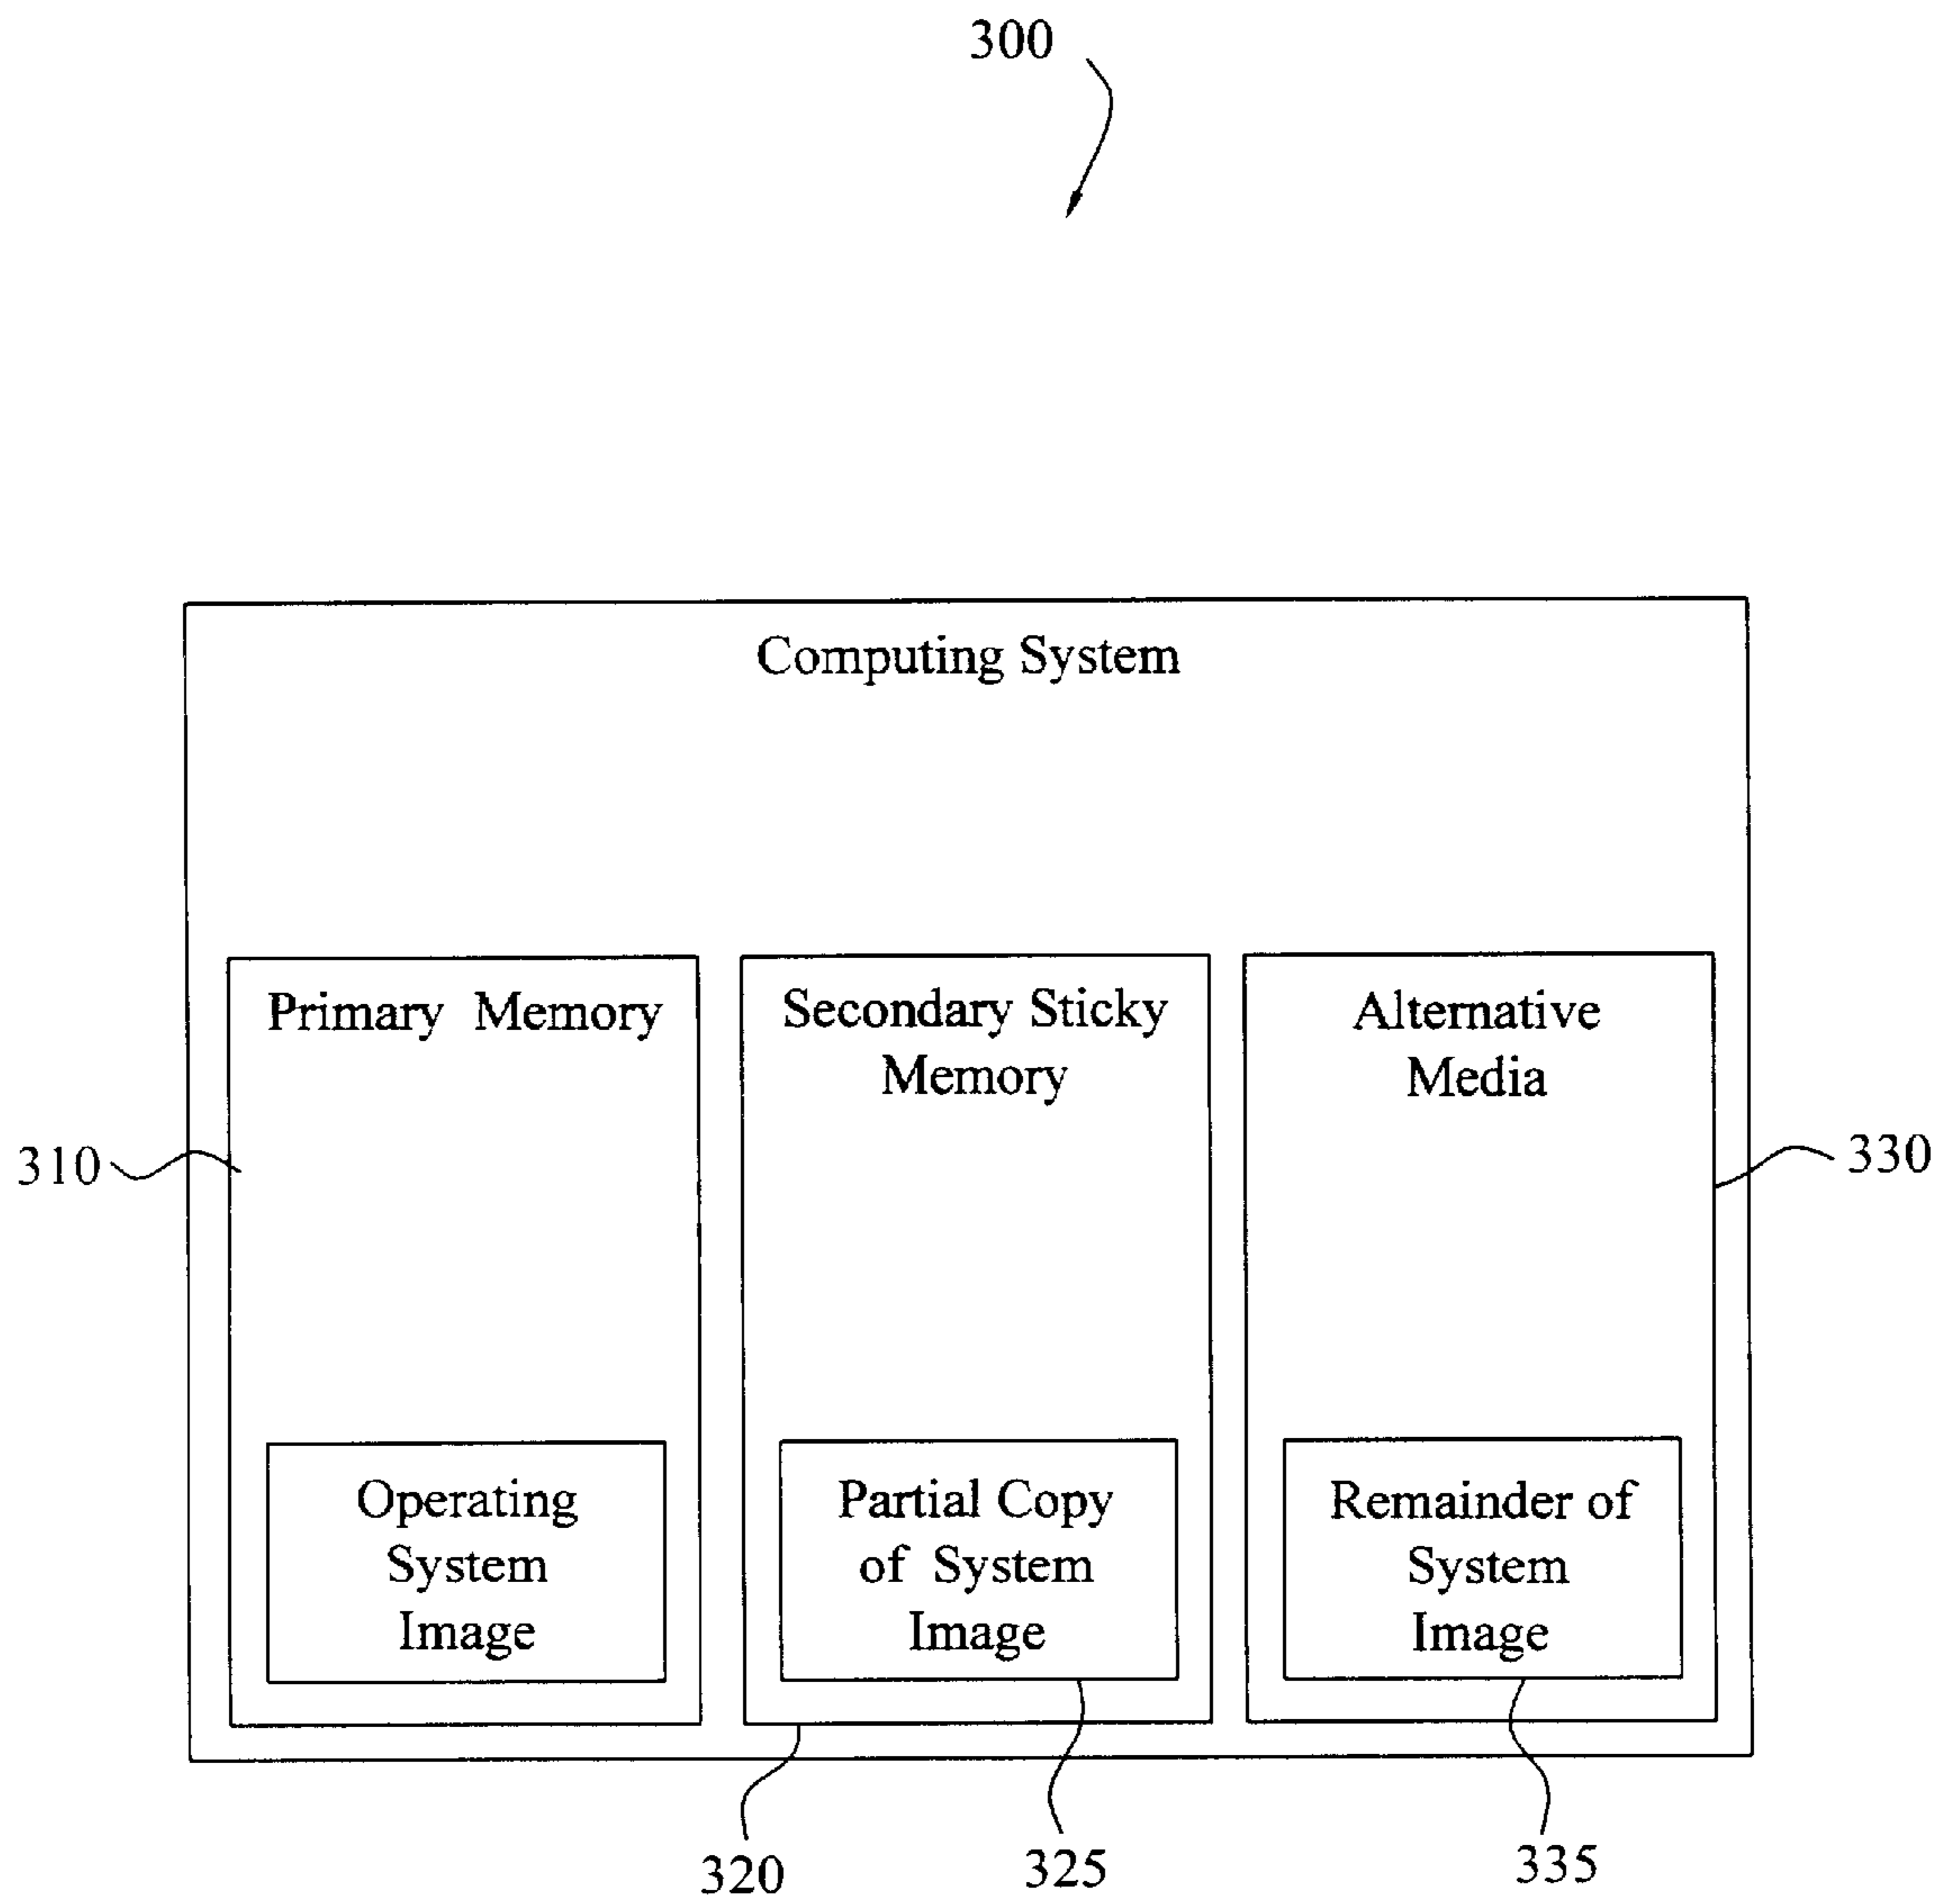 300
Computing System
Primary Memory
Secondary Sticky
Memory
Alternative
Media
310
330
Operating
System
Image
Partial Copy
of System
Image
Remainder of
System
Image
320
325
335